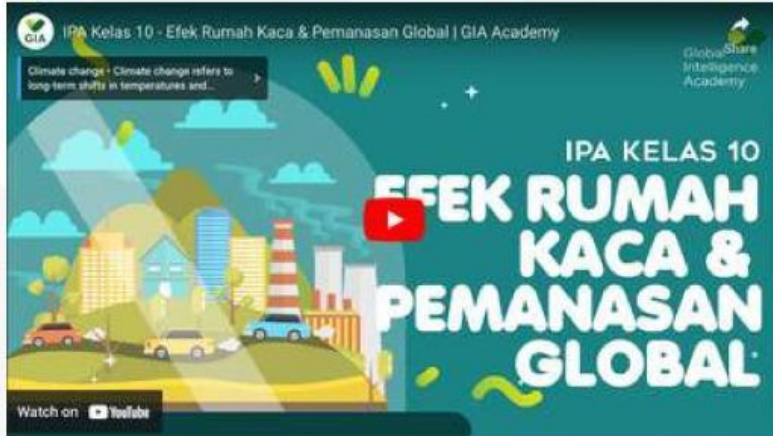 GIA
IPA Kelas 10 - Efek Rumah Kaca & Pemanasan Global | GIA Academy
Share
Global
Intelligence
Academy
Climate change • Climate change refers to
long-term shifts in temperatures and...
IPA KELAS 10
EFEK RUMAH
KACA &
PEMANASAN
GLOBAL
Watch on YouTube